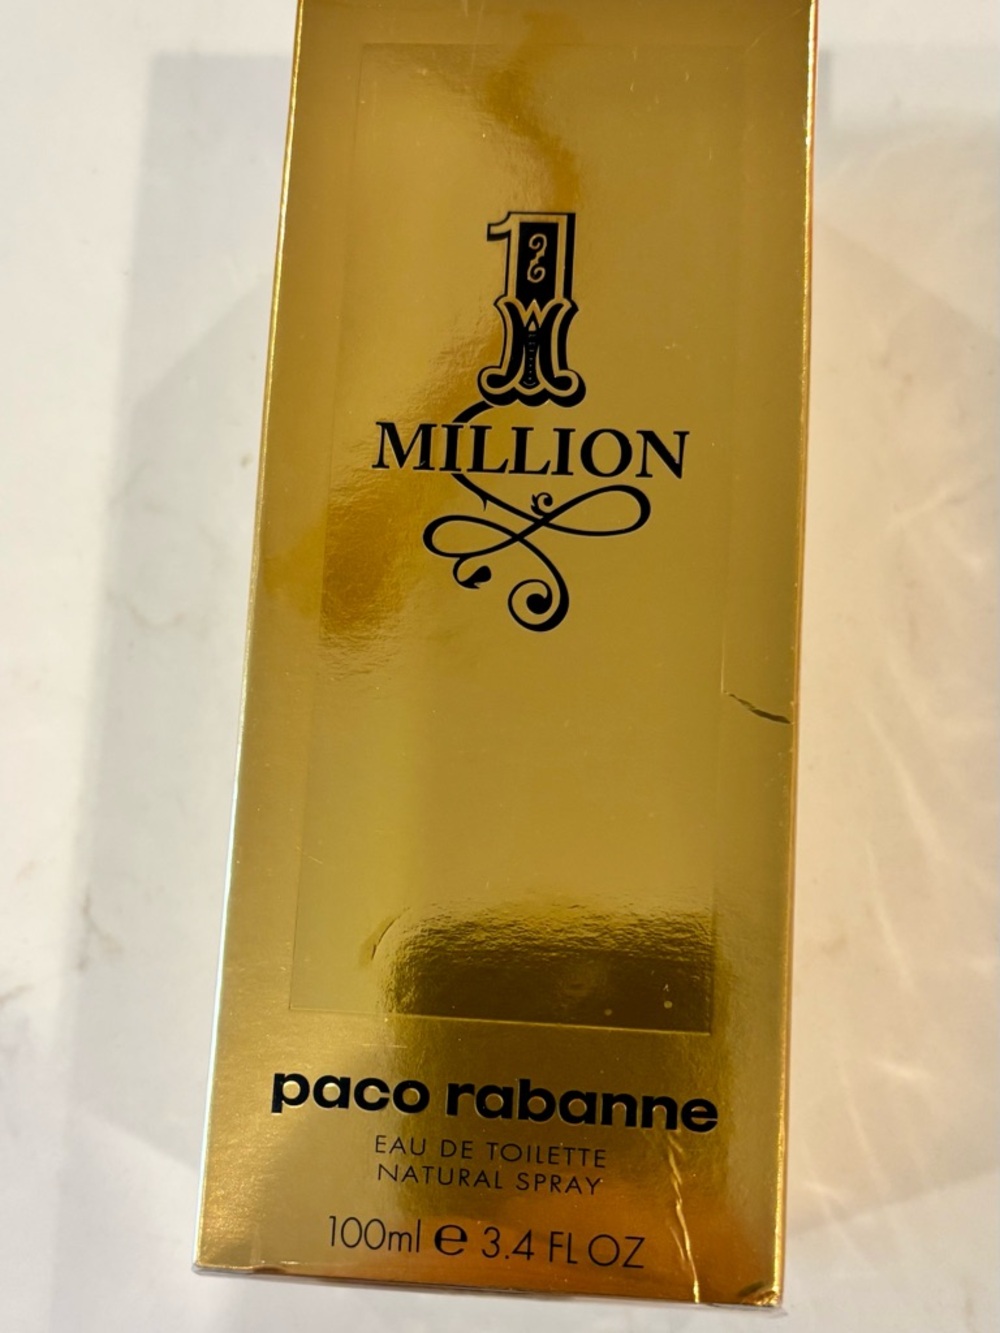 1
MILLION
paco rabanne
EAU DE TOILETTE
NATURAL SPRAY
100ml ℮ 3.4 FL OZ